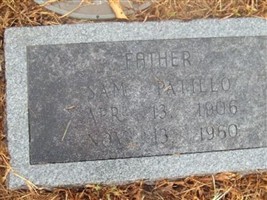 FATHER
SAM PATILLO
APR. 13, 1906
NOV. 13, 1960